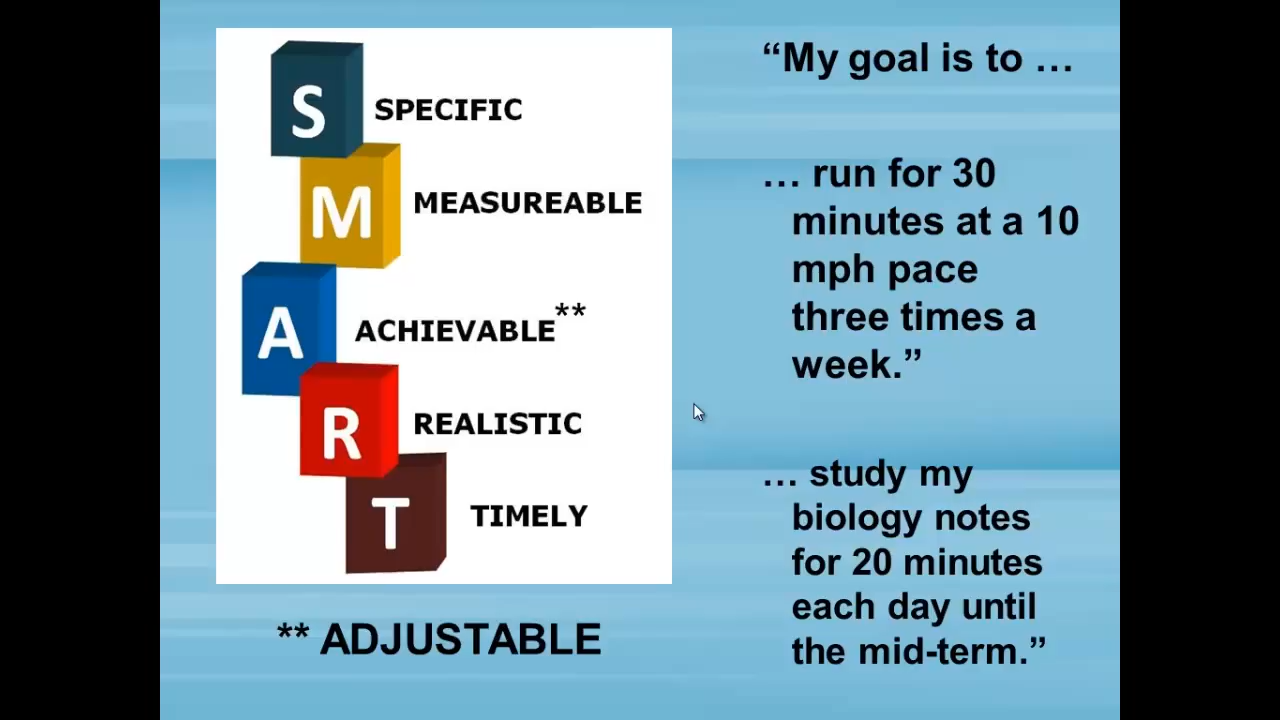 S SPECIFIC
M MEASUREABLE
A ACHIEVABLE**
R REALISTIC
T TIMELY
** ADJUSTABLE
“My goal is to …
… run for 30
minutes at a 10
mph pace
three times a
week.”
… study my
biology notes
for 20 minutes
each day until
the mid-term.”